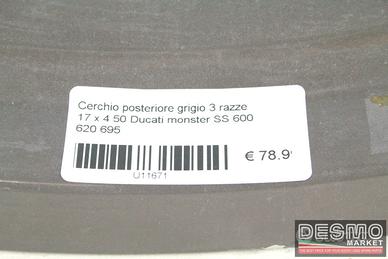 Cerchio posteriore grigio 3 razze
17 x 4 50 Ducati monster SS 600
620 695
€ 78.9
U11671
DESMO
MARKET